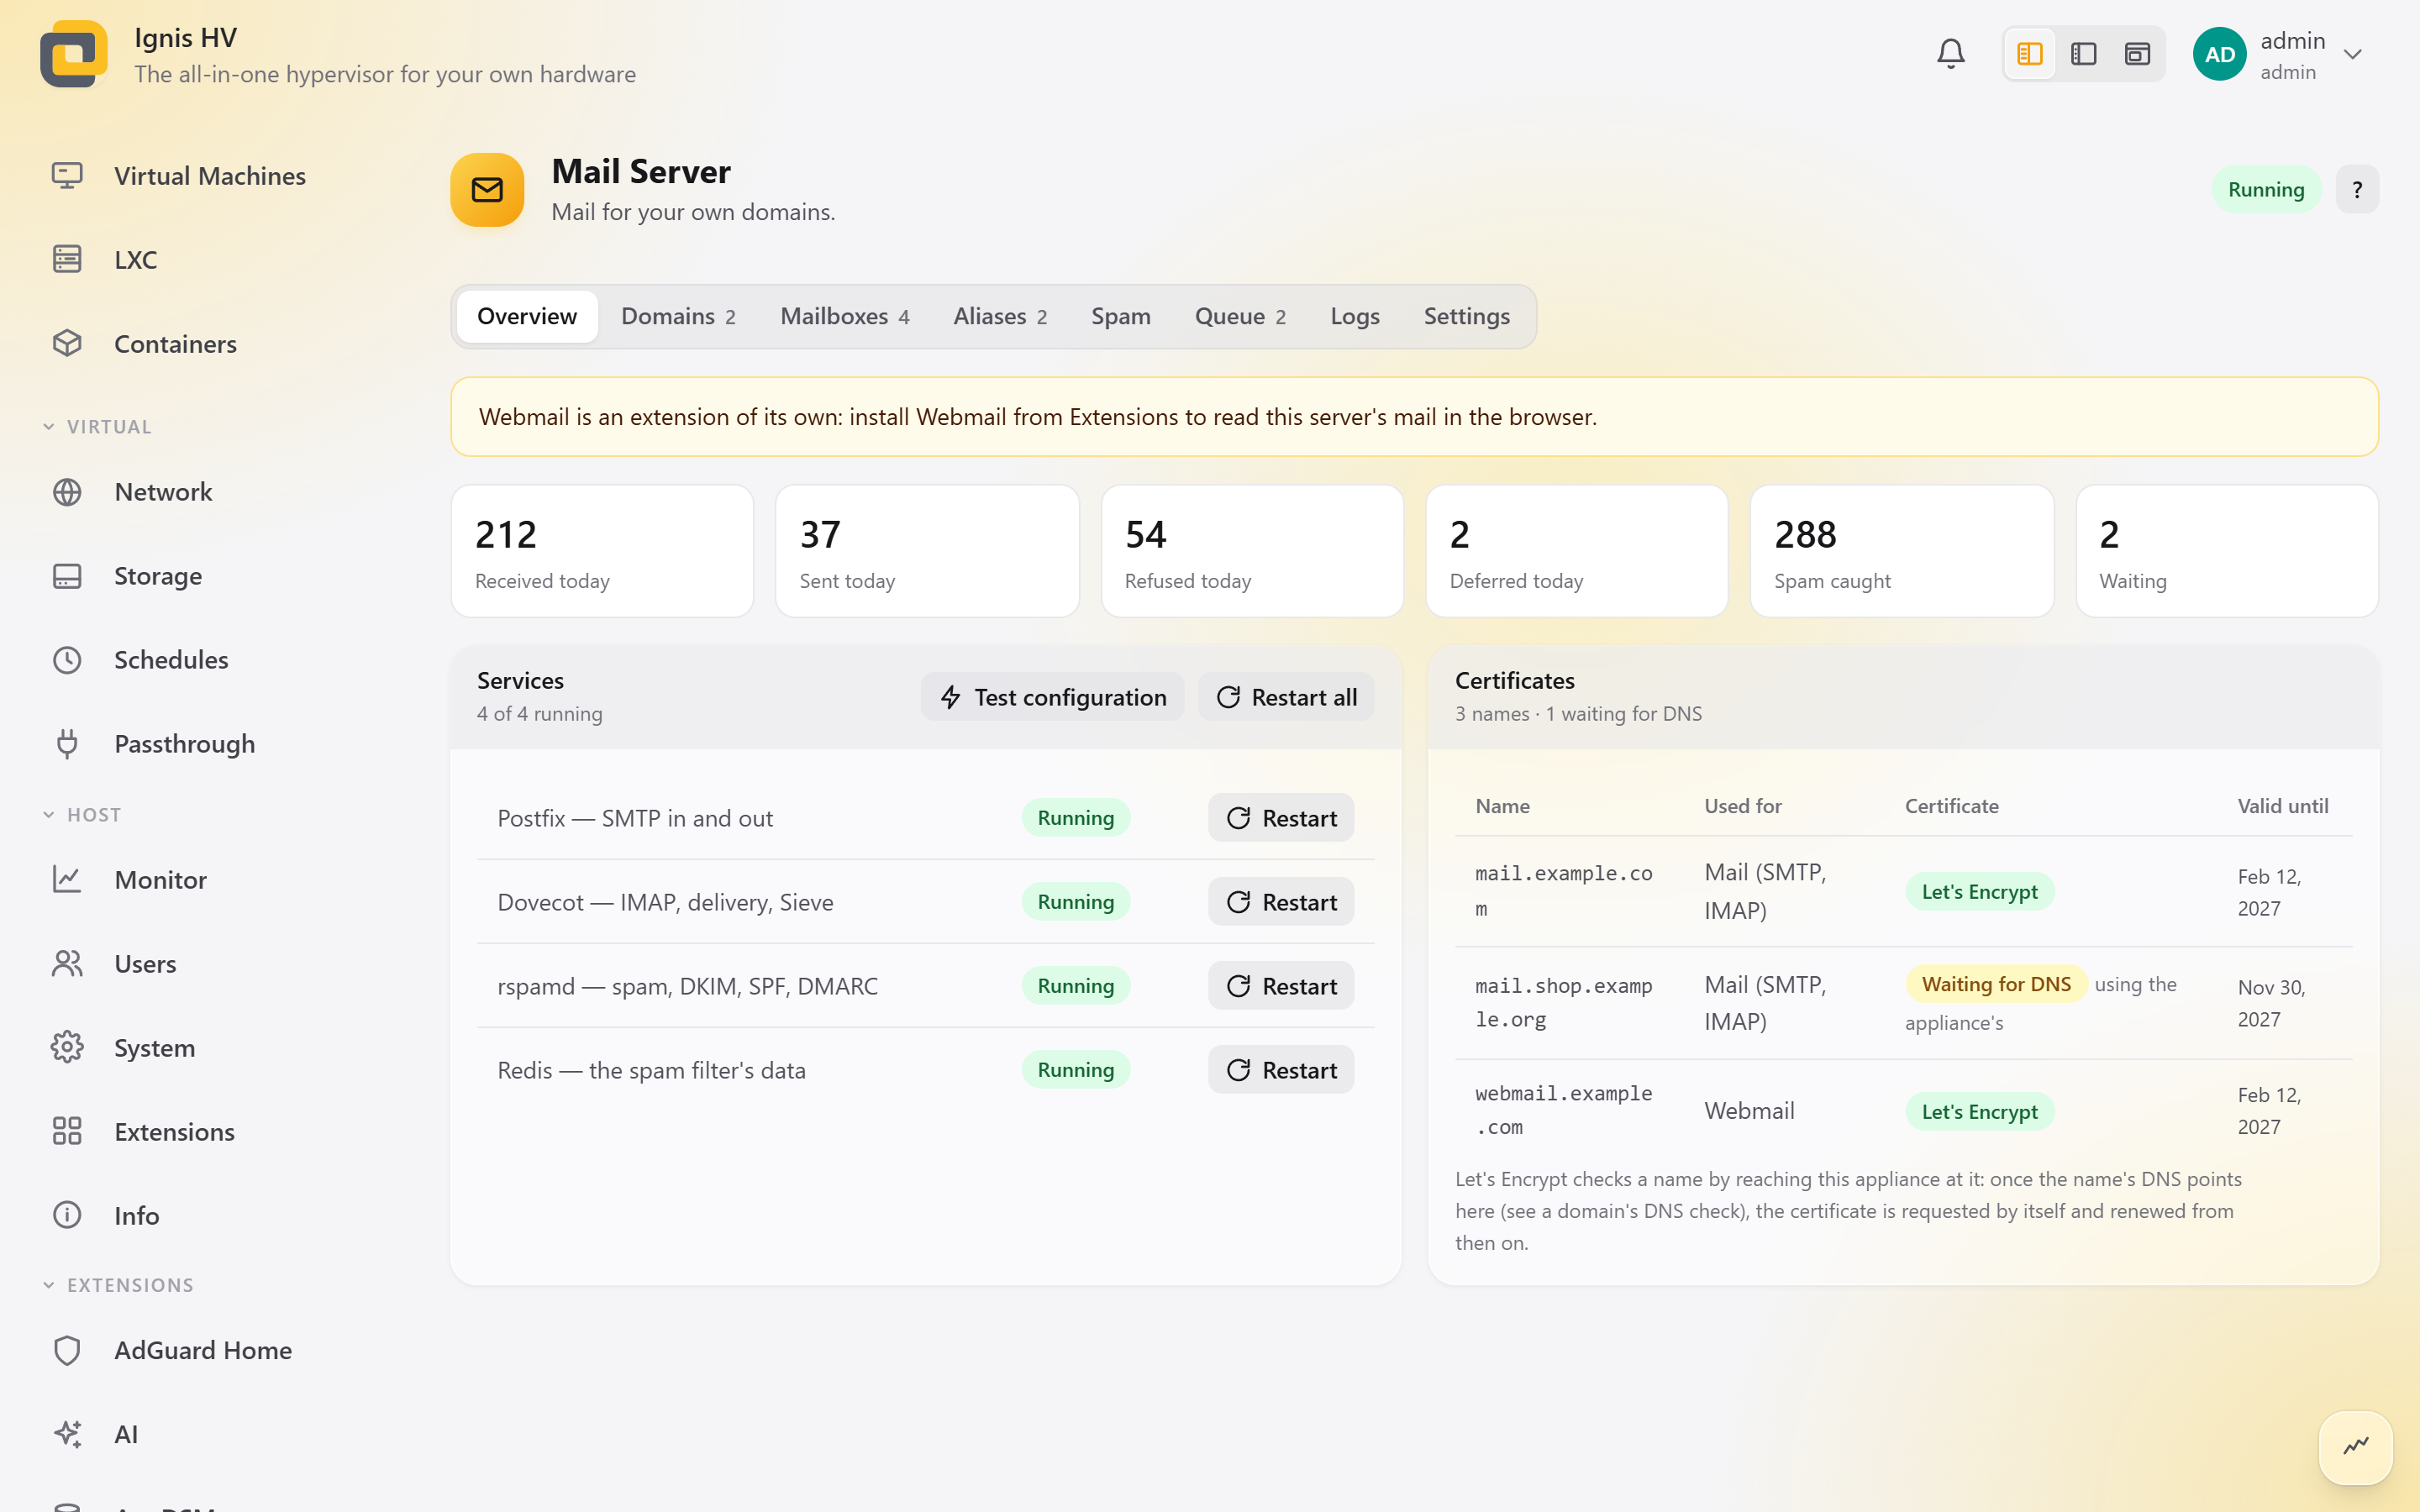 Ignis HV
The all-in-one hypervisor for your own hardware
AD
admin
admin
Virtual Machines
LXC
Containers
VIRTUAL
Network
Storage
Schedules
Passthrough
HOST
Monitor
Users
System
Extensions
Info
EXTENSIONS
AdGuard Home
AI
Mail Server
Mail for your own domains.
Running
?
Overview
Domains 2
Mailboxes 4
Aliases 2
Spam
Queue 2
Logs
Settings
Webmail is an extension of its own: install Webmail from Extensions to read this server's mail in the browser.
212
Received today
37
Sent today
54
Refused today
2
Deferred today
288
Spam caught
2
Waiting
Services
4 of 4 running
Test configuration
Restart all
Postfix — SMTP in and out
Running
Restart
Dovecot — IMAP, delivery, Sieve
Running
Restart
rspamd — spam, DKIM, SPF, DMARC
Running
Restart
Redis — the spam filter's data
Running
Restart
Certificates
3 names · 1 waiting for DNS
Name
Used for
Certificate
Valid until
mail.example.co
m
Mail (SMTP,
IMAP)
Let's Encrypt
Feb 12,
2027
mail.shop.examp
le.org
Mail (SMTP,
IMAP)
Waiting for DNS using the
appliance's
Nov 30,
2027
webmail.example
.com
Webmail
Let's Encrypt
Feb 12,
2027
Let's Encrypt checks a name by reaching this appliance at it: once the name's DNS points
here (see a domain's DNS check), the certificate is requested by itself and renewed from
then on.